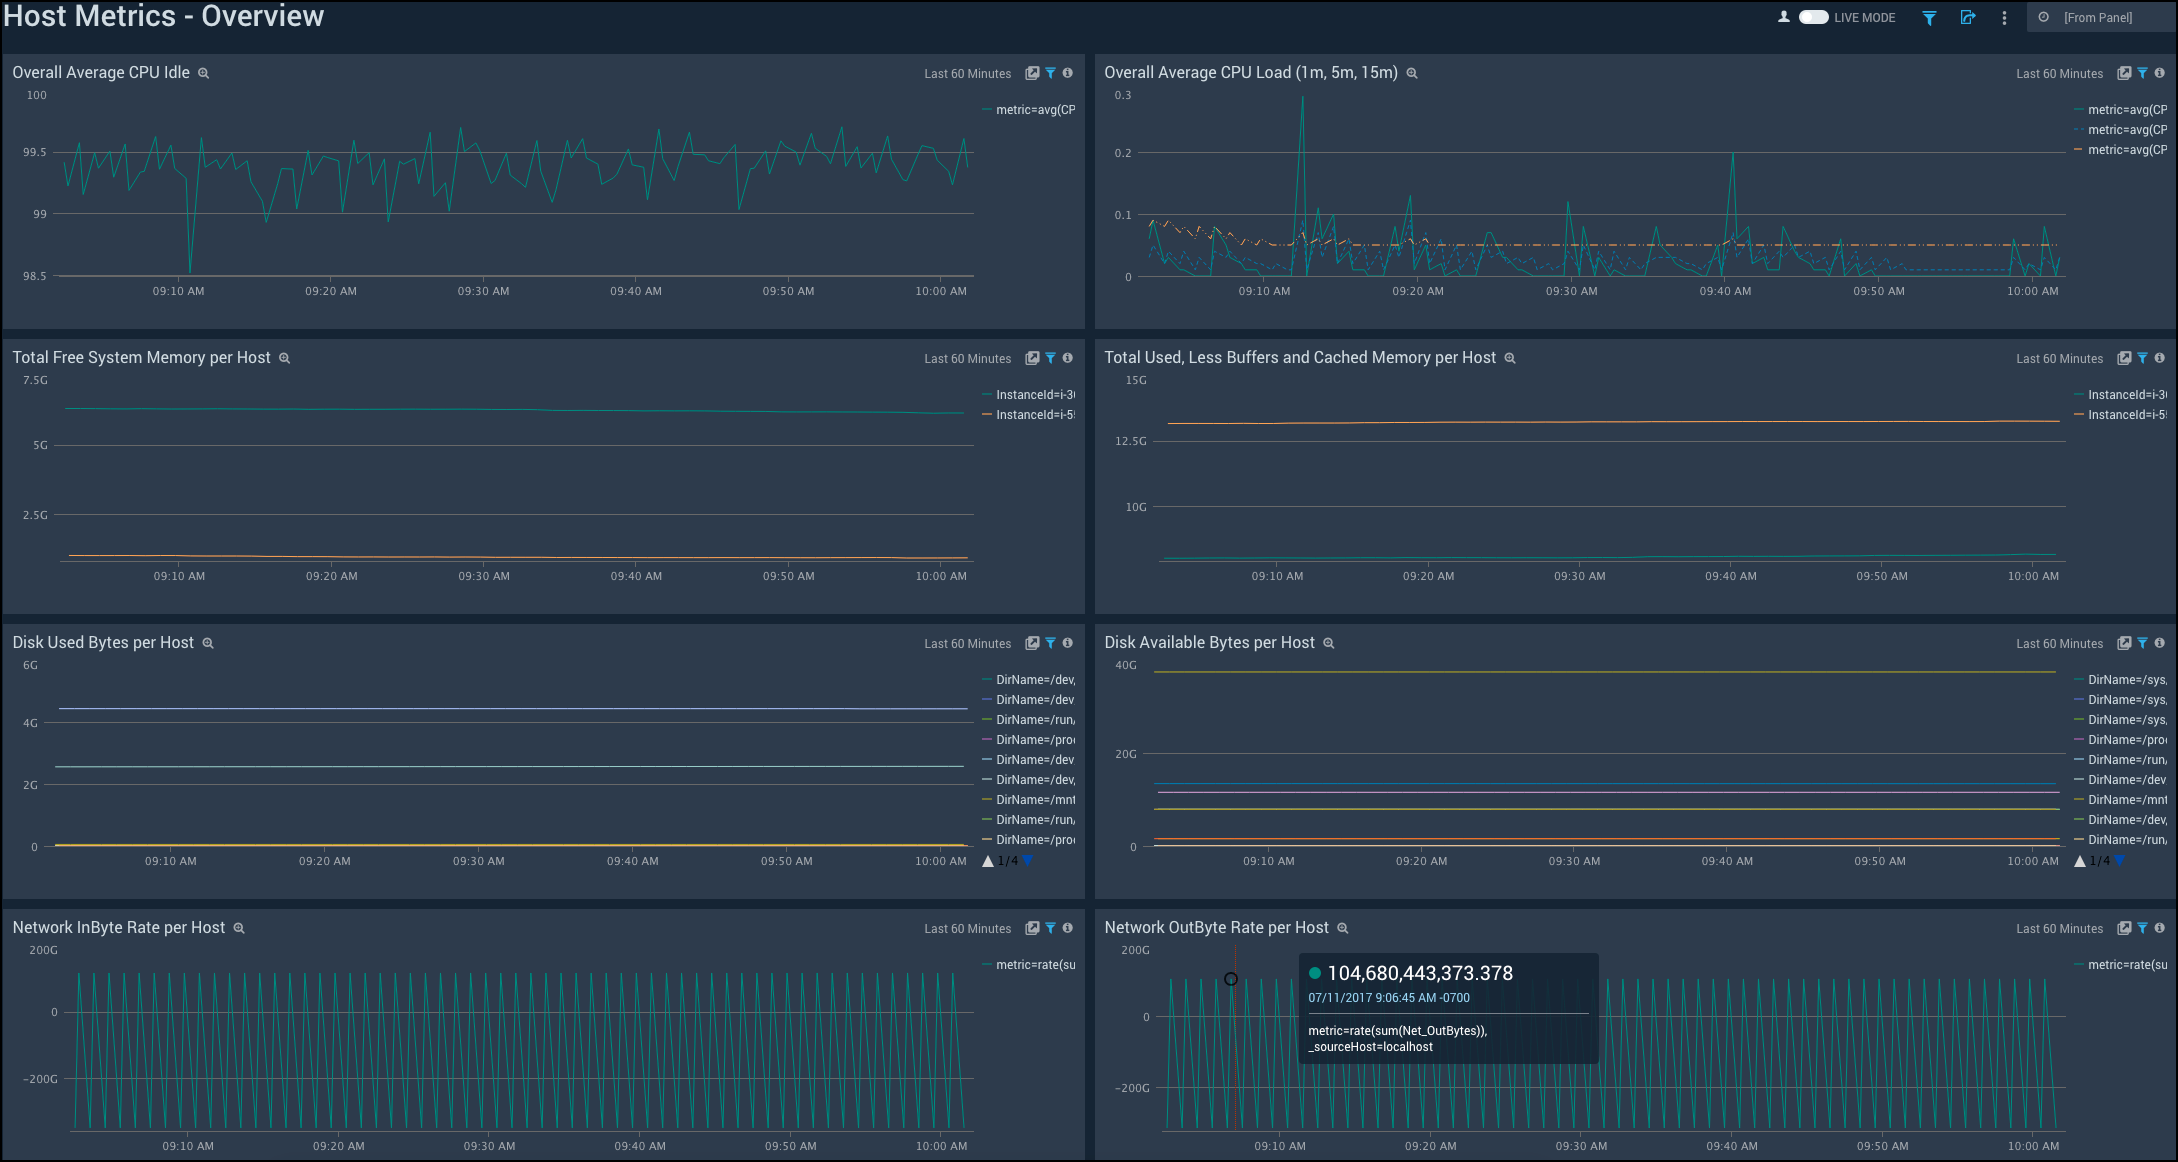 Host Metrics - Overview
LIVE MODE
[From Panel]
Overall Average CPU Idle
Last 60 Minutes
100
99.5
99
98.5
09:10 AM 09:20 AM 09:30 AM 09:40 AM 09:50 AM 10:00 AM
metric=avg(CP
Overall Average CPU Load (1m, 5m, 15m)
Last 60 Minutes
0.3
0.2
0.1
0
09:10 AM 09:20 AM 09:30 AM 09:40 AM 09:50 AM 10:00 AM
metric=avg(CP
metric=avg(CP
metric=avg(CP
Total Free System Memory per Host
Last 60 Minutes
7.5G
5G
2.5G
09:10 AM 09:20 AM 09:30 AM 09:40 AM 09:50 AM 10:00 AM
InstanceId=i-3
InstanceId=i-5
Total Used, Less Buffers and Cached Memory per Host
Last 60 Minutes
15G
12.5G
10G
09:10 AM 09:20 AM 09:30 AM 09:40 AM 09:50 AM 10:00 AM
InstanceId=i-3
InstanceId=i-5
Disk Used Bytes per Host
Last 60 Minutes
6G
4G
2G
0
09:10 AM 09:20 AM 09:30 AM 09:40 AM 09:50 AM 10:00 AM
DirName=/dev,
DirName=/dev
DirName=/run/
DirName=/pro
DirName=/dev
DirName=/dev,
DirName=/mnt
DirName=/run/
DirName=/pro
1/4
Disk Available Bytes per Host
Last 60 Minutes
40G
20G
0
09:10 AM 09:20 AM 09:30 AM 09:40 AM 09:50 AM 10:00 AM
DirName=/sys,
DirName=/sys,
DirName=/sys,
DirName=/pro
DirName=/run/
DirName=/dev
DirName=/mnt
DirName=/dev,
DirName=/run/
1/4
Network InByte Rate per Host
Last 60 Minutes
200G
0
−200G
09:10 AM 09:20 AM 09:30 AM 09:40 AM 09:50 AM 10:00 AM
metric=rate(su
Network OutByte Rate per Host
Last 60 Minutes
200G
0
−200G
09:10 AM 09:20 AM 09:30 AM 09:40 AM 09:50 AM 10:00 AM
metric=rate(su
104,680,443,373.378
07/11/2017 9:06:45 AM -0700
metric=rate(sum(Net_OutBytes)),
_sourceHost=localhost